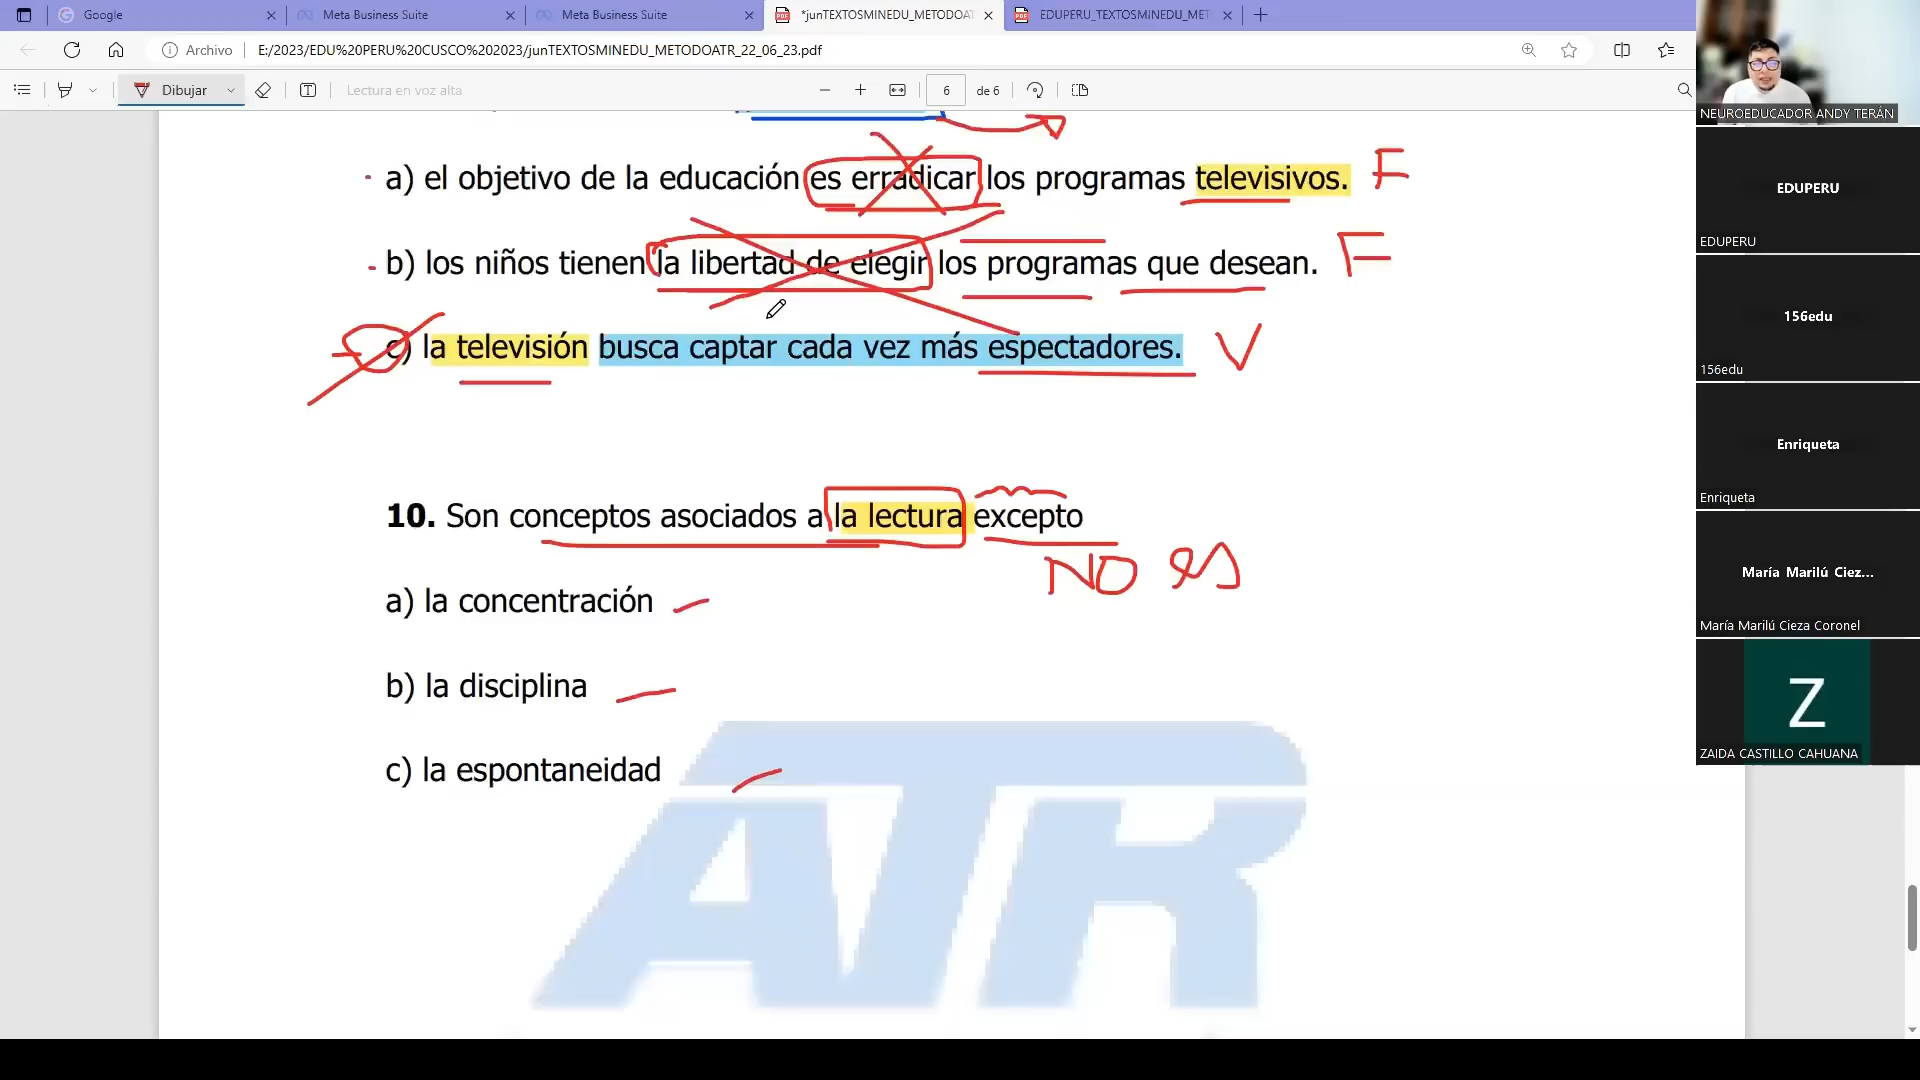 Google
Meta Business Suite
Meta Business Suite
*junTEXTOSMINEDU_METODOAT
EDUPERU_TEXTOSMINEDU_MET
Archivo
E:/2023/EDU%20PERU%20CUSCO%202023/junTEXTOSMINEDU_METODOATR_22_06_23.pdf
Dibujar
Lectura en voz alta
6
de 6
a) el objetivo de la educación es erradicar los programas televisivos. F
b) los niños tienen la libertad de elegir los programas que desean. F
c) la televisión busca captar cada vez más espectadores. V
10. Son conceptos asociados a la lectura excepto
NO es
a) la concentración
b) la disciplina
c) la espontaneidad
ATR
NEUROEDUCADOR ANDY TERÁN
EDUPERU
EDUPERU
156edu
156edu
Enriqueta
Enriqueta
María Marilú Ciez...
María Marilú Cieza Coronel
Z
ZAIDA CASTILLO CAHUANA